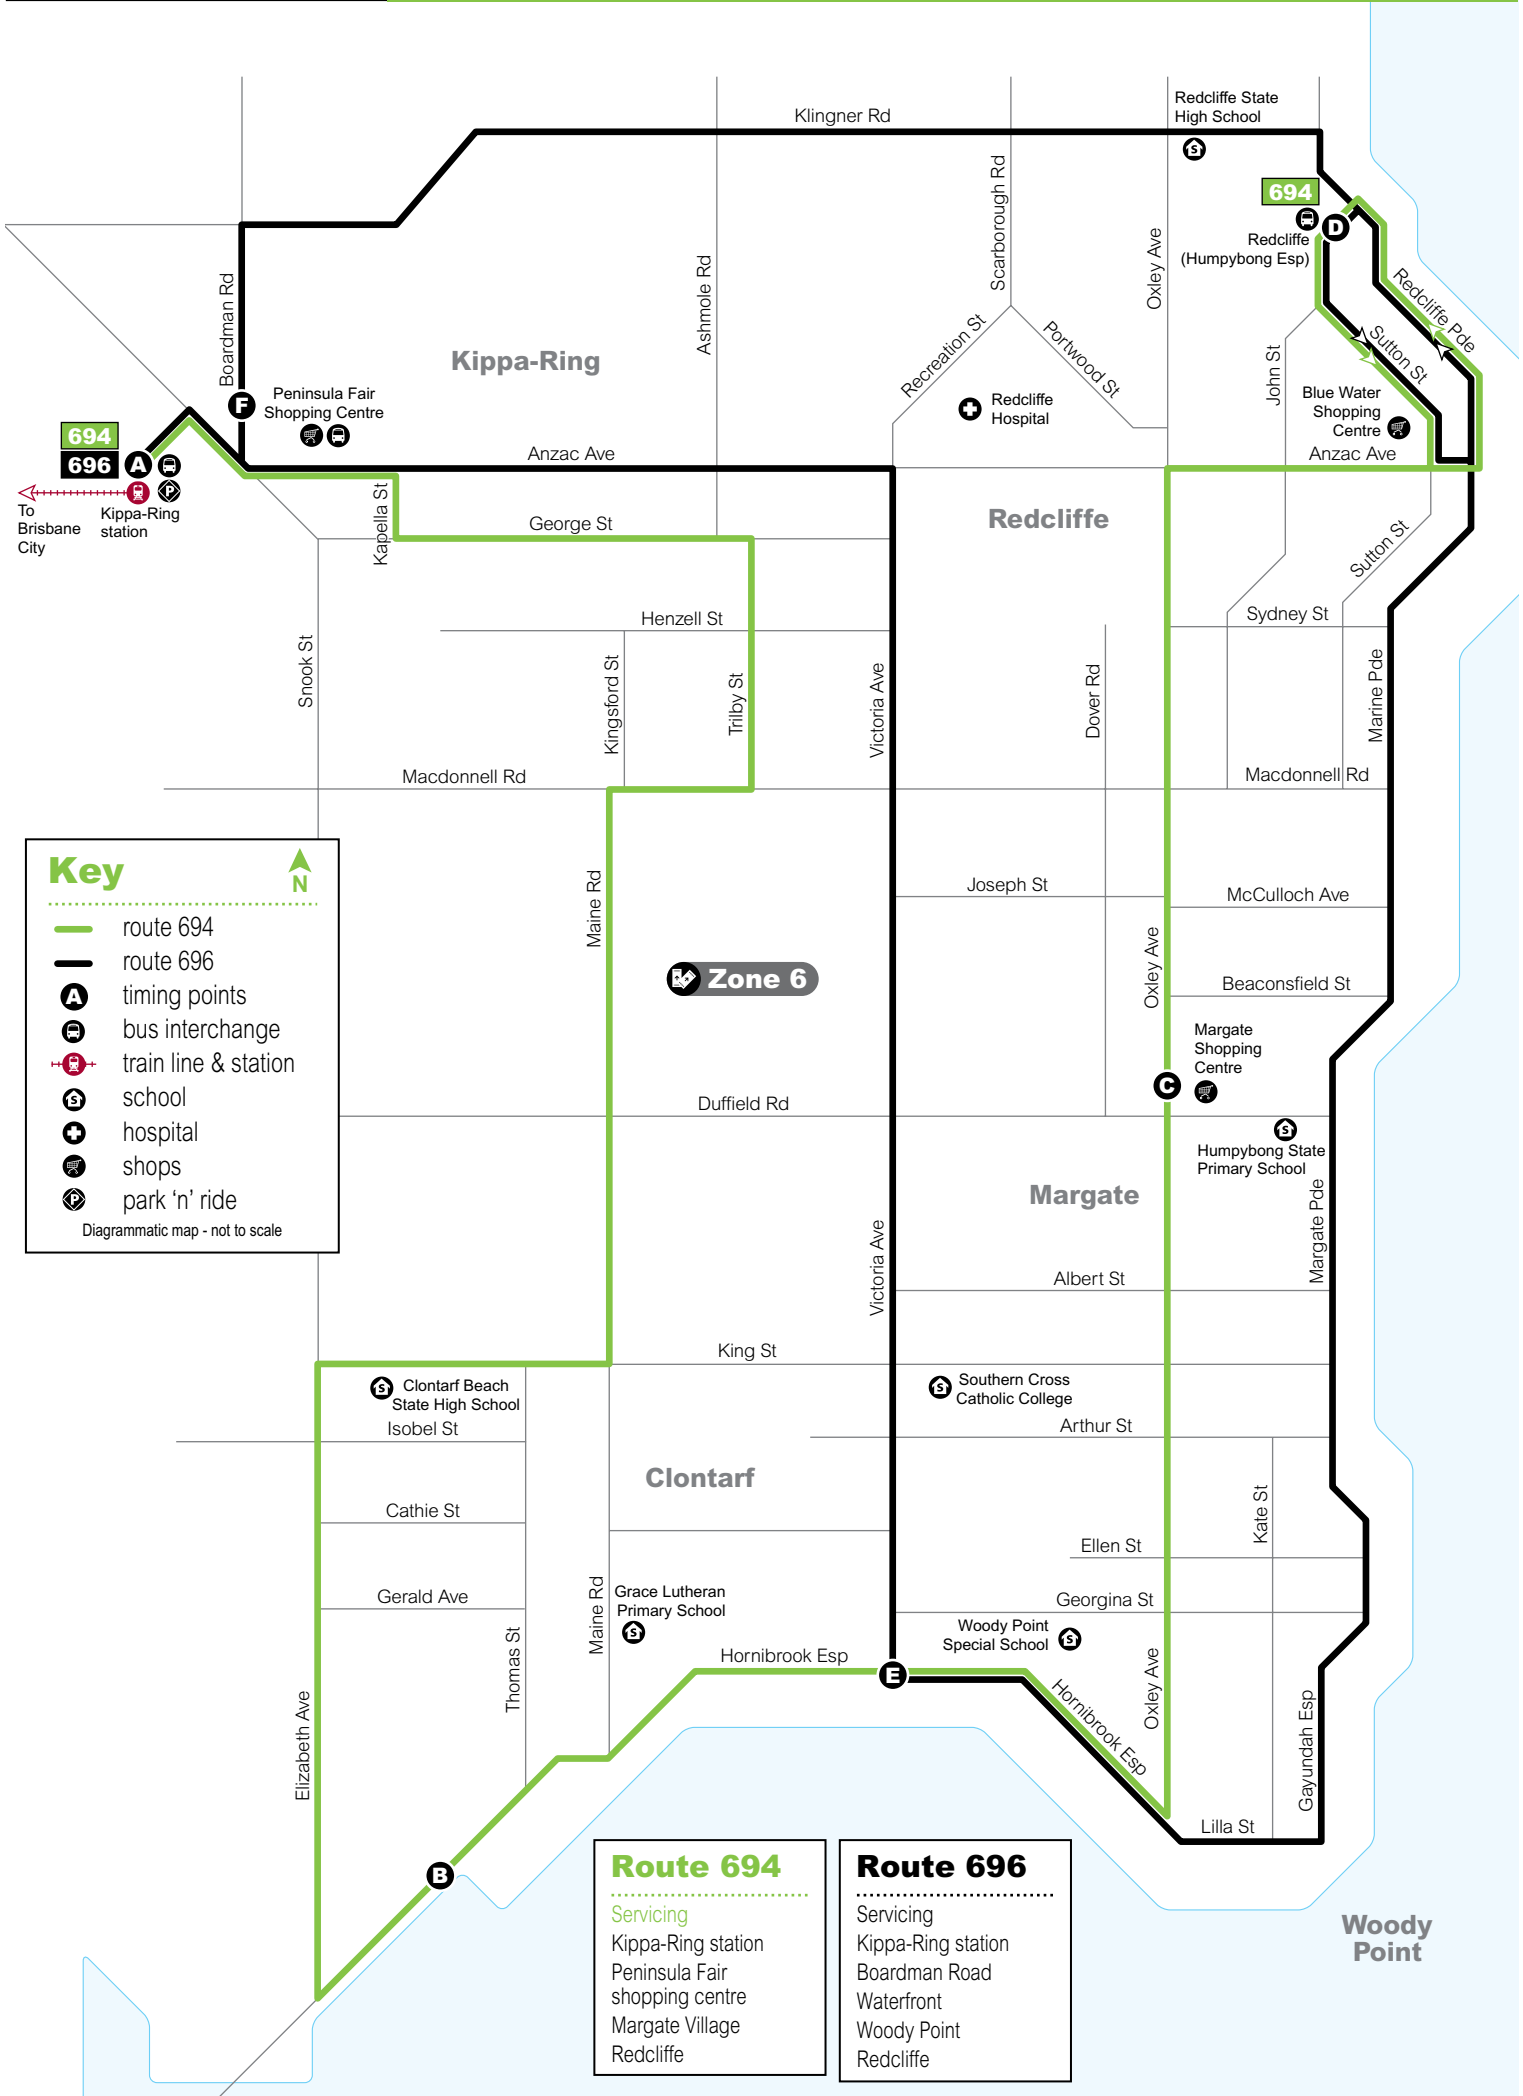 Klingner Rd
Redcliffe State
High School
S
Scarborough Rd
694
D
Redcliffe
(Humpybong Esp)
Oxley Ave
Ashmole Rd
Boardman Rd
Redcliffe Pde
Sutton St
Recreation St
Portwood St
John St
Kippa-Ring
F
Peninsula Fair
Shopping Centre
Redcliffe
Hospital
Blue Water
Shopping
Centre
694
696
A
Anzac Ave
Anzac Ave
P
To
Brisbane
City
Kippa-Ring
station
Kapella St
George St
Redcliffe
Sutton St
Henzell St
Sydney St
Snook St
Kingsford St
Trilby St
Victoria Ave
Dover Rd
Marine Pde
Macdonnell Rd
Macdonnell Rd
Key
N
route 694
route 696
A
timing points
bus interchange
train line & station
S
school
hospital
shops
P
park ‘n’ ride
Diagrammatic map - not to scale
Maine Rd
Joseph St
McCulloch Ave
Zone 6
Oxley Ave
Beaconsfield St
Margate
Shopping
Centre
C
Duffield Rd
S
Humpybong State
Primary School
Margate
Margate Pde
Victoria Ave
Albert St
King St
S
Clontarf Beach
State High School
S
Southern Cross
Catholic College
Isobel St
Arthur St
Clontarf
Cathie St
Kate St
Ellen St
Gerald Ave
Maine Rd
Grace Lutheran
Primary School
S
Georgina St
Woody Point
Special School
S
Thomas St
Hornibrook Esp
E
Oxley Ave
Hornibrook Esp
Elizabeth Ave
Gayundah Esp
Lilla St
B
Route 694
Servicing
Kippa-Ring station
Peninsula Fair
shopping centre
Margate Village
Redcliffe
Route 696
Servicing
Kippa-Ring station
Boardman Road
Waterfront
Woody Point
Redcliffe
Woody
Point